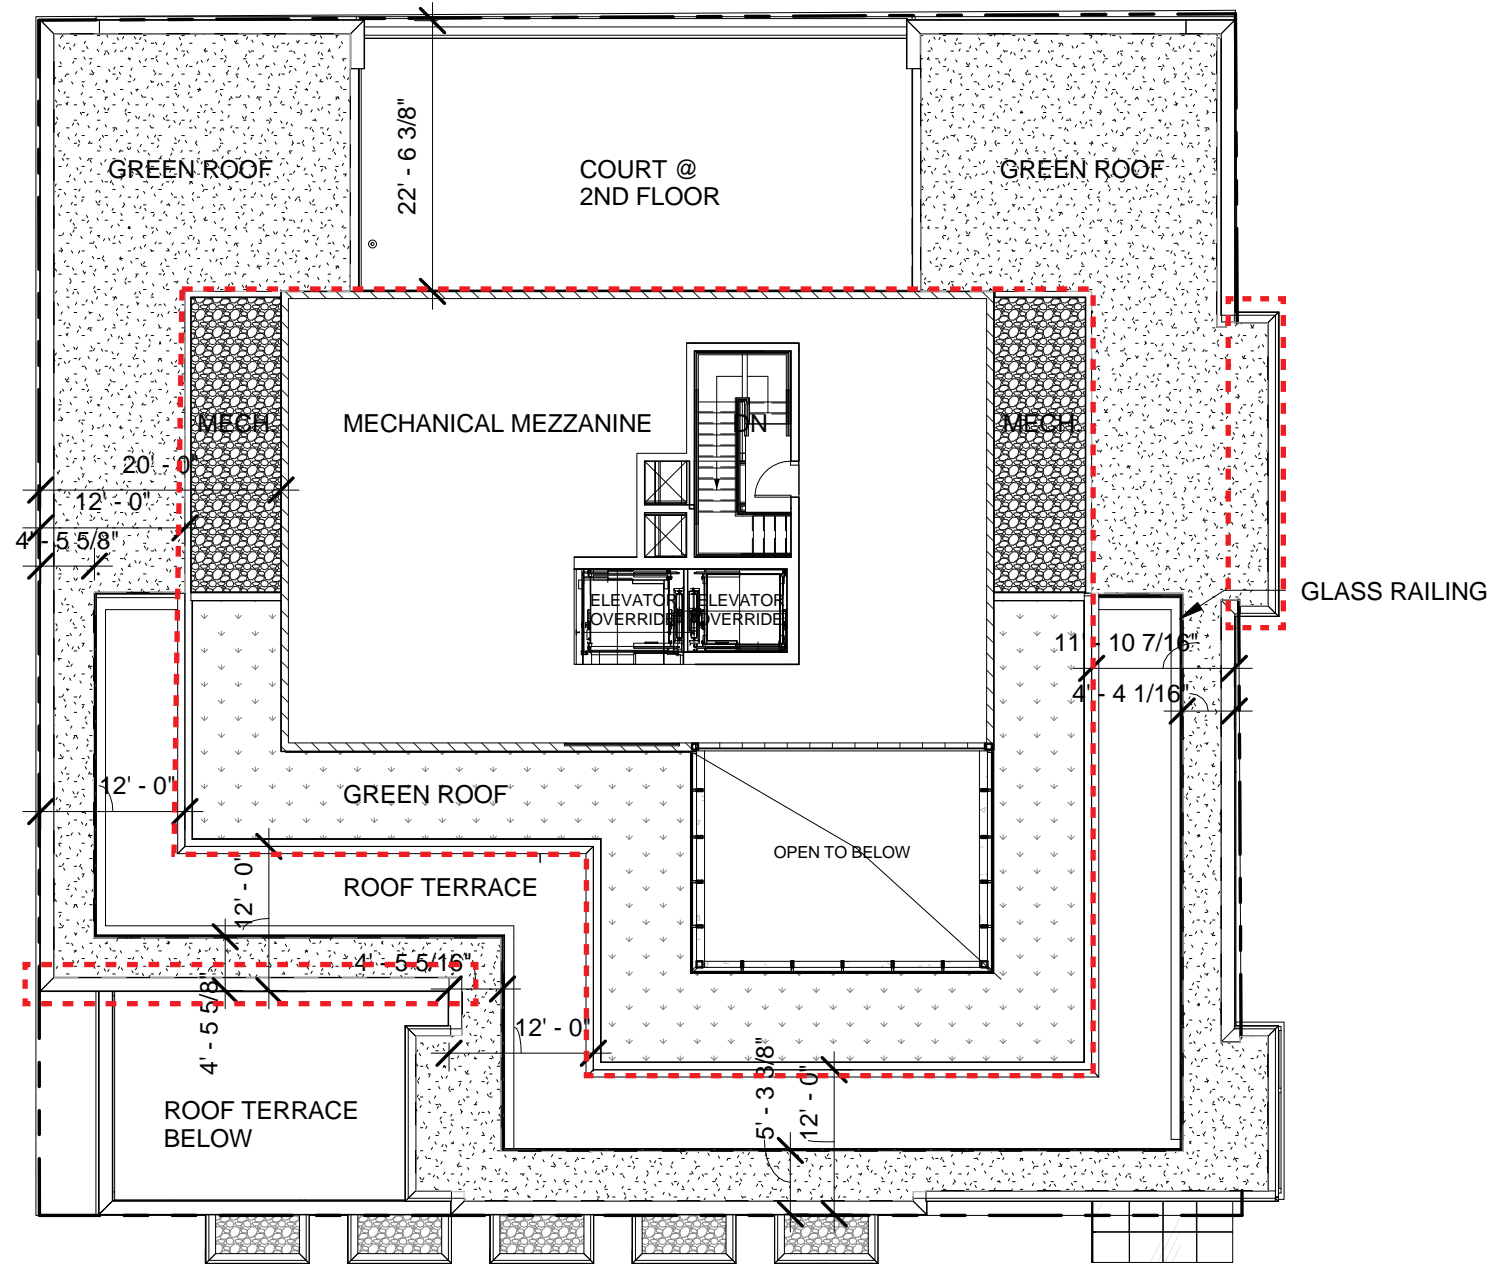 22' - 6 3/8"
GREEN ROOF
COURT @
2ND FLOOR
GREEN ROOF
MECH
MECHANICAL MEZZANINE
DN
MECH
20' - 0"
12' - 0"
4' - 5 5/8"
ELEVATOR
OVERRIDE
ELEVATOR
OVERRIDE
GLASS RAILING
11' - 10 7/16"
4' - 4 1/16"
12' - 0"
GREEN ROOF
OPEN TO BELOW
ROOF TERRACE
12' - 0"
4' - 5 5/16"
4' - 5 5/8"
12' - 0"
5' - 3 3/8"
12' - 0"
ROOF TERRACE
BELOW